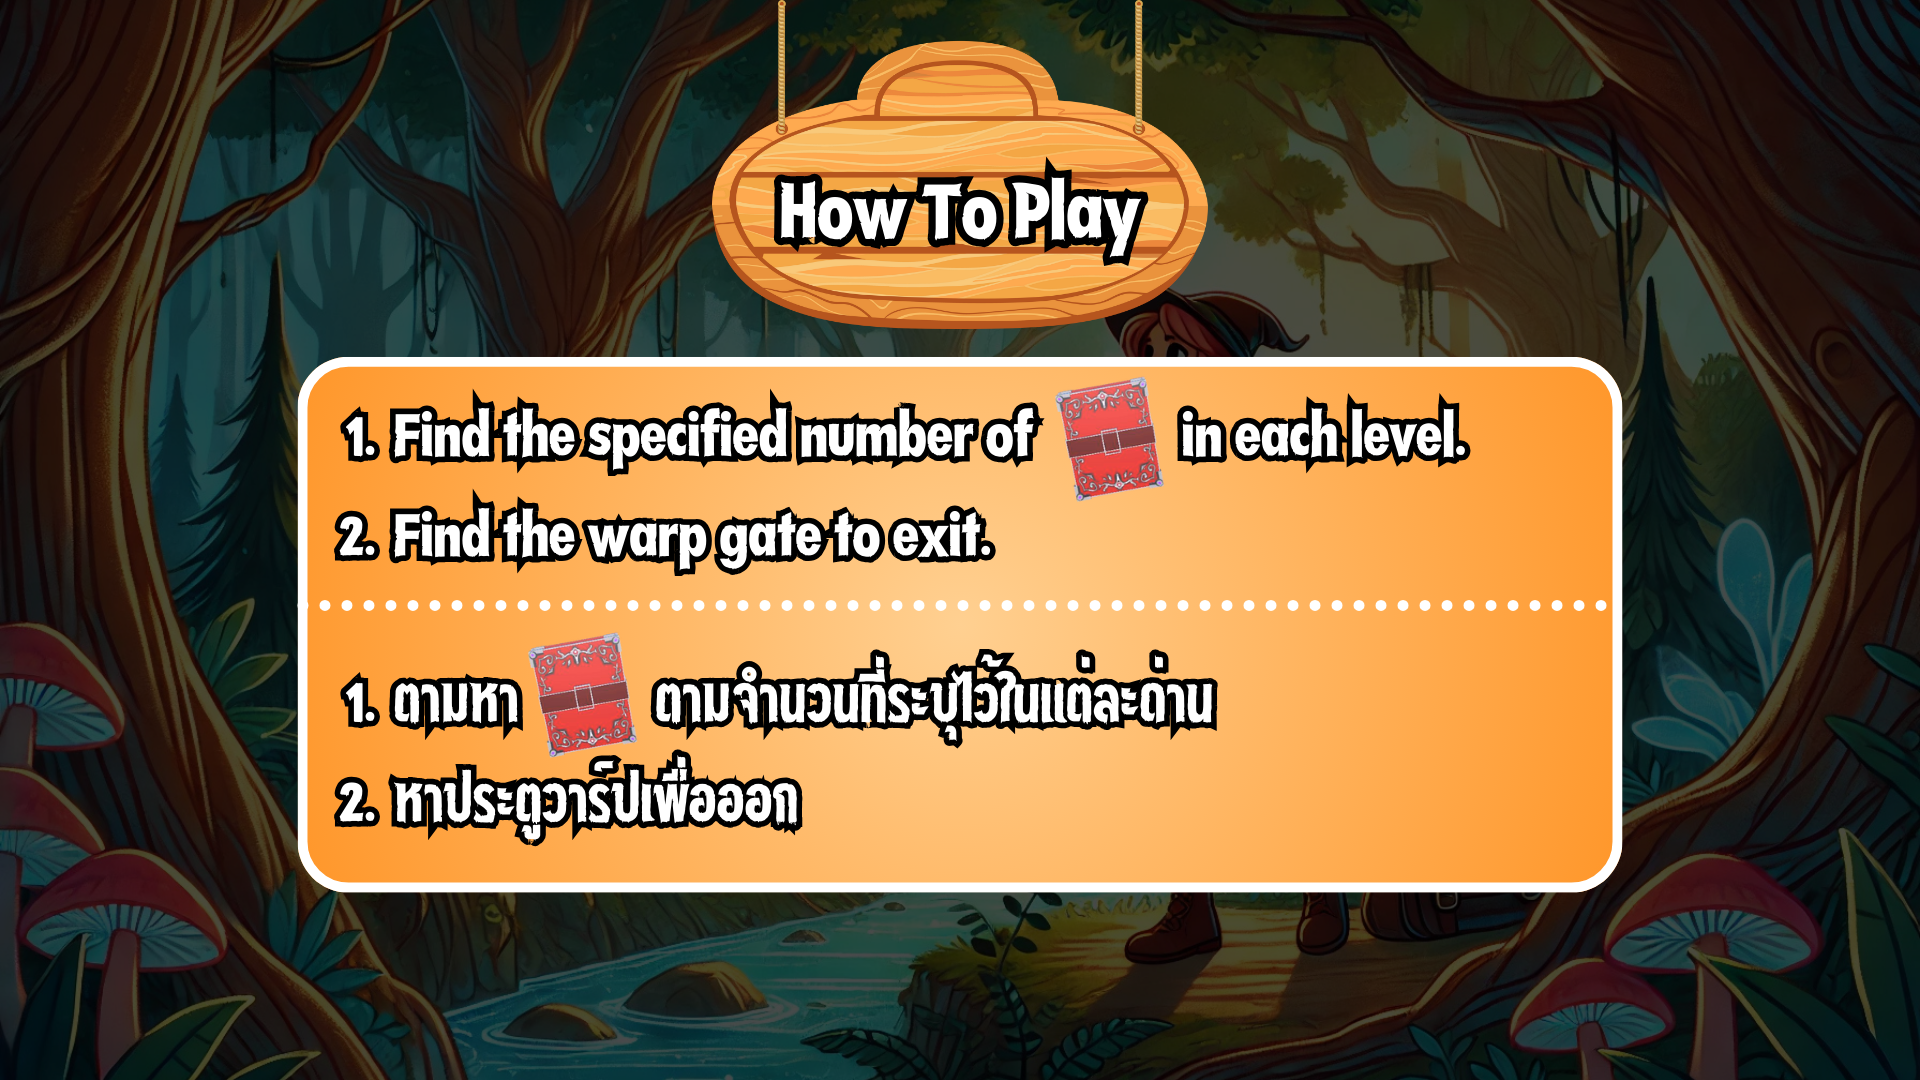 How To Play
1. Find the specified number of in each level.
2. Find the warp gate to exit.
1. ตามหา ตามจำนวนที่ระบุไว้ในแต่ละด่าน
2. หาประตูวาร์ปเพื่อออก